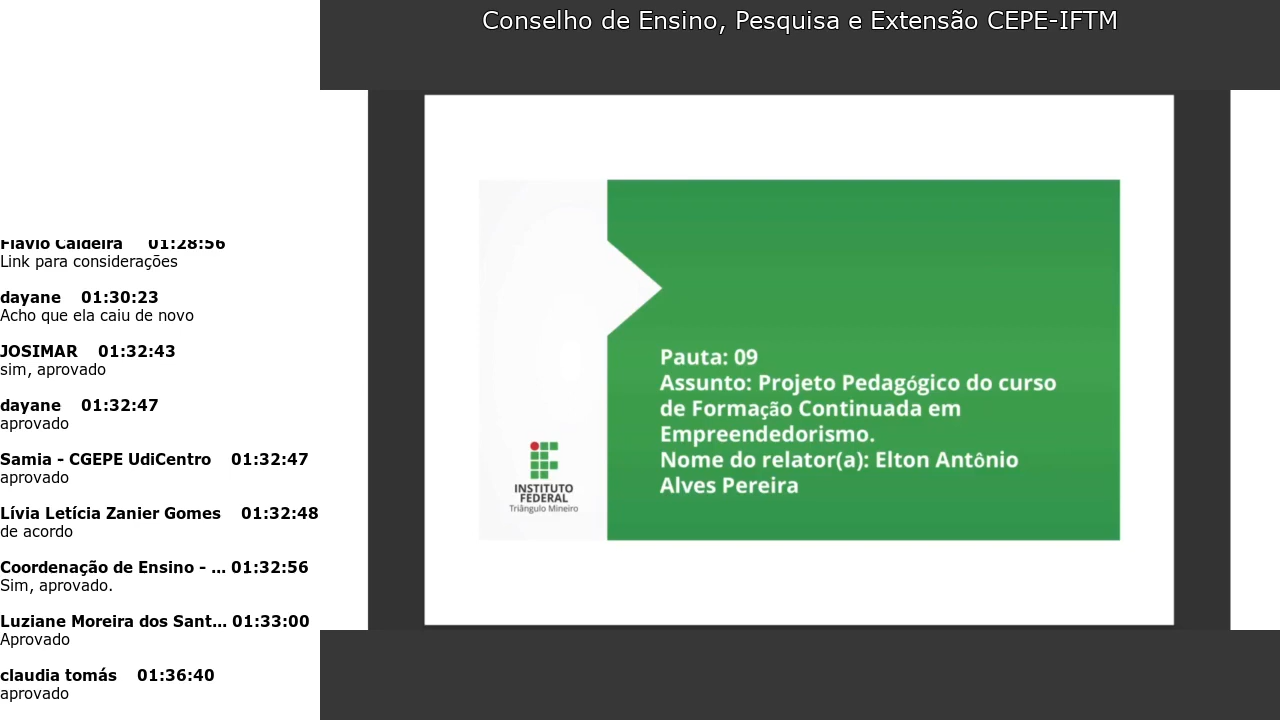 Conselho de Ensino, Pesquisa e Extensão CEPE-IFTM
Flavio Caldeira 01:28:56
Link para considerações
dayane 01:30:23
Acho que ela caiu de novo
JOSIMAR 01:32:43
sim, aprovado
dayane 01:32:47
aprovado
Samia - CGEPE UdiCentro 01:32:47
aprovado
Lívia Letícia Zanier Gomes 01:32:48
de acordo
Coordenação de Ensino - ... 01:32:56
Sim, aprovado.
Luziane Moreira dos Sant... 01:33:00
Aprovado
claudia tomás 01:36:40
aprovado
Pauta: 09
Assunto: Projeto Pedagógico do curso
de Formação Continuada em
Empreendedorismo.
Nome do relator(a): Elton Antônio
Alves Pereira
INSTITUTO
FEDERAL
Triângulo Mineiro